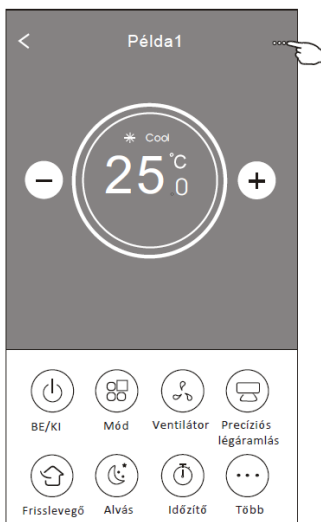 Példa1
Cool
25.0 °C
BE/KI
Mód
Ventilátor
Precíziós
légáramlás
Frisslevegő
Alvás
Időzítő
Több